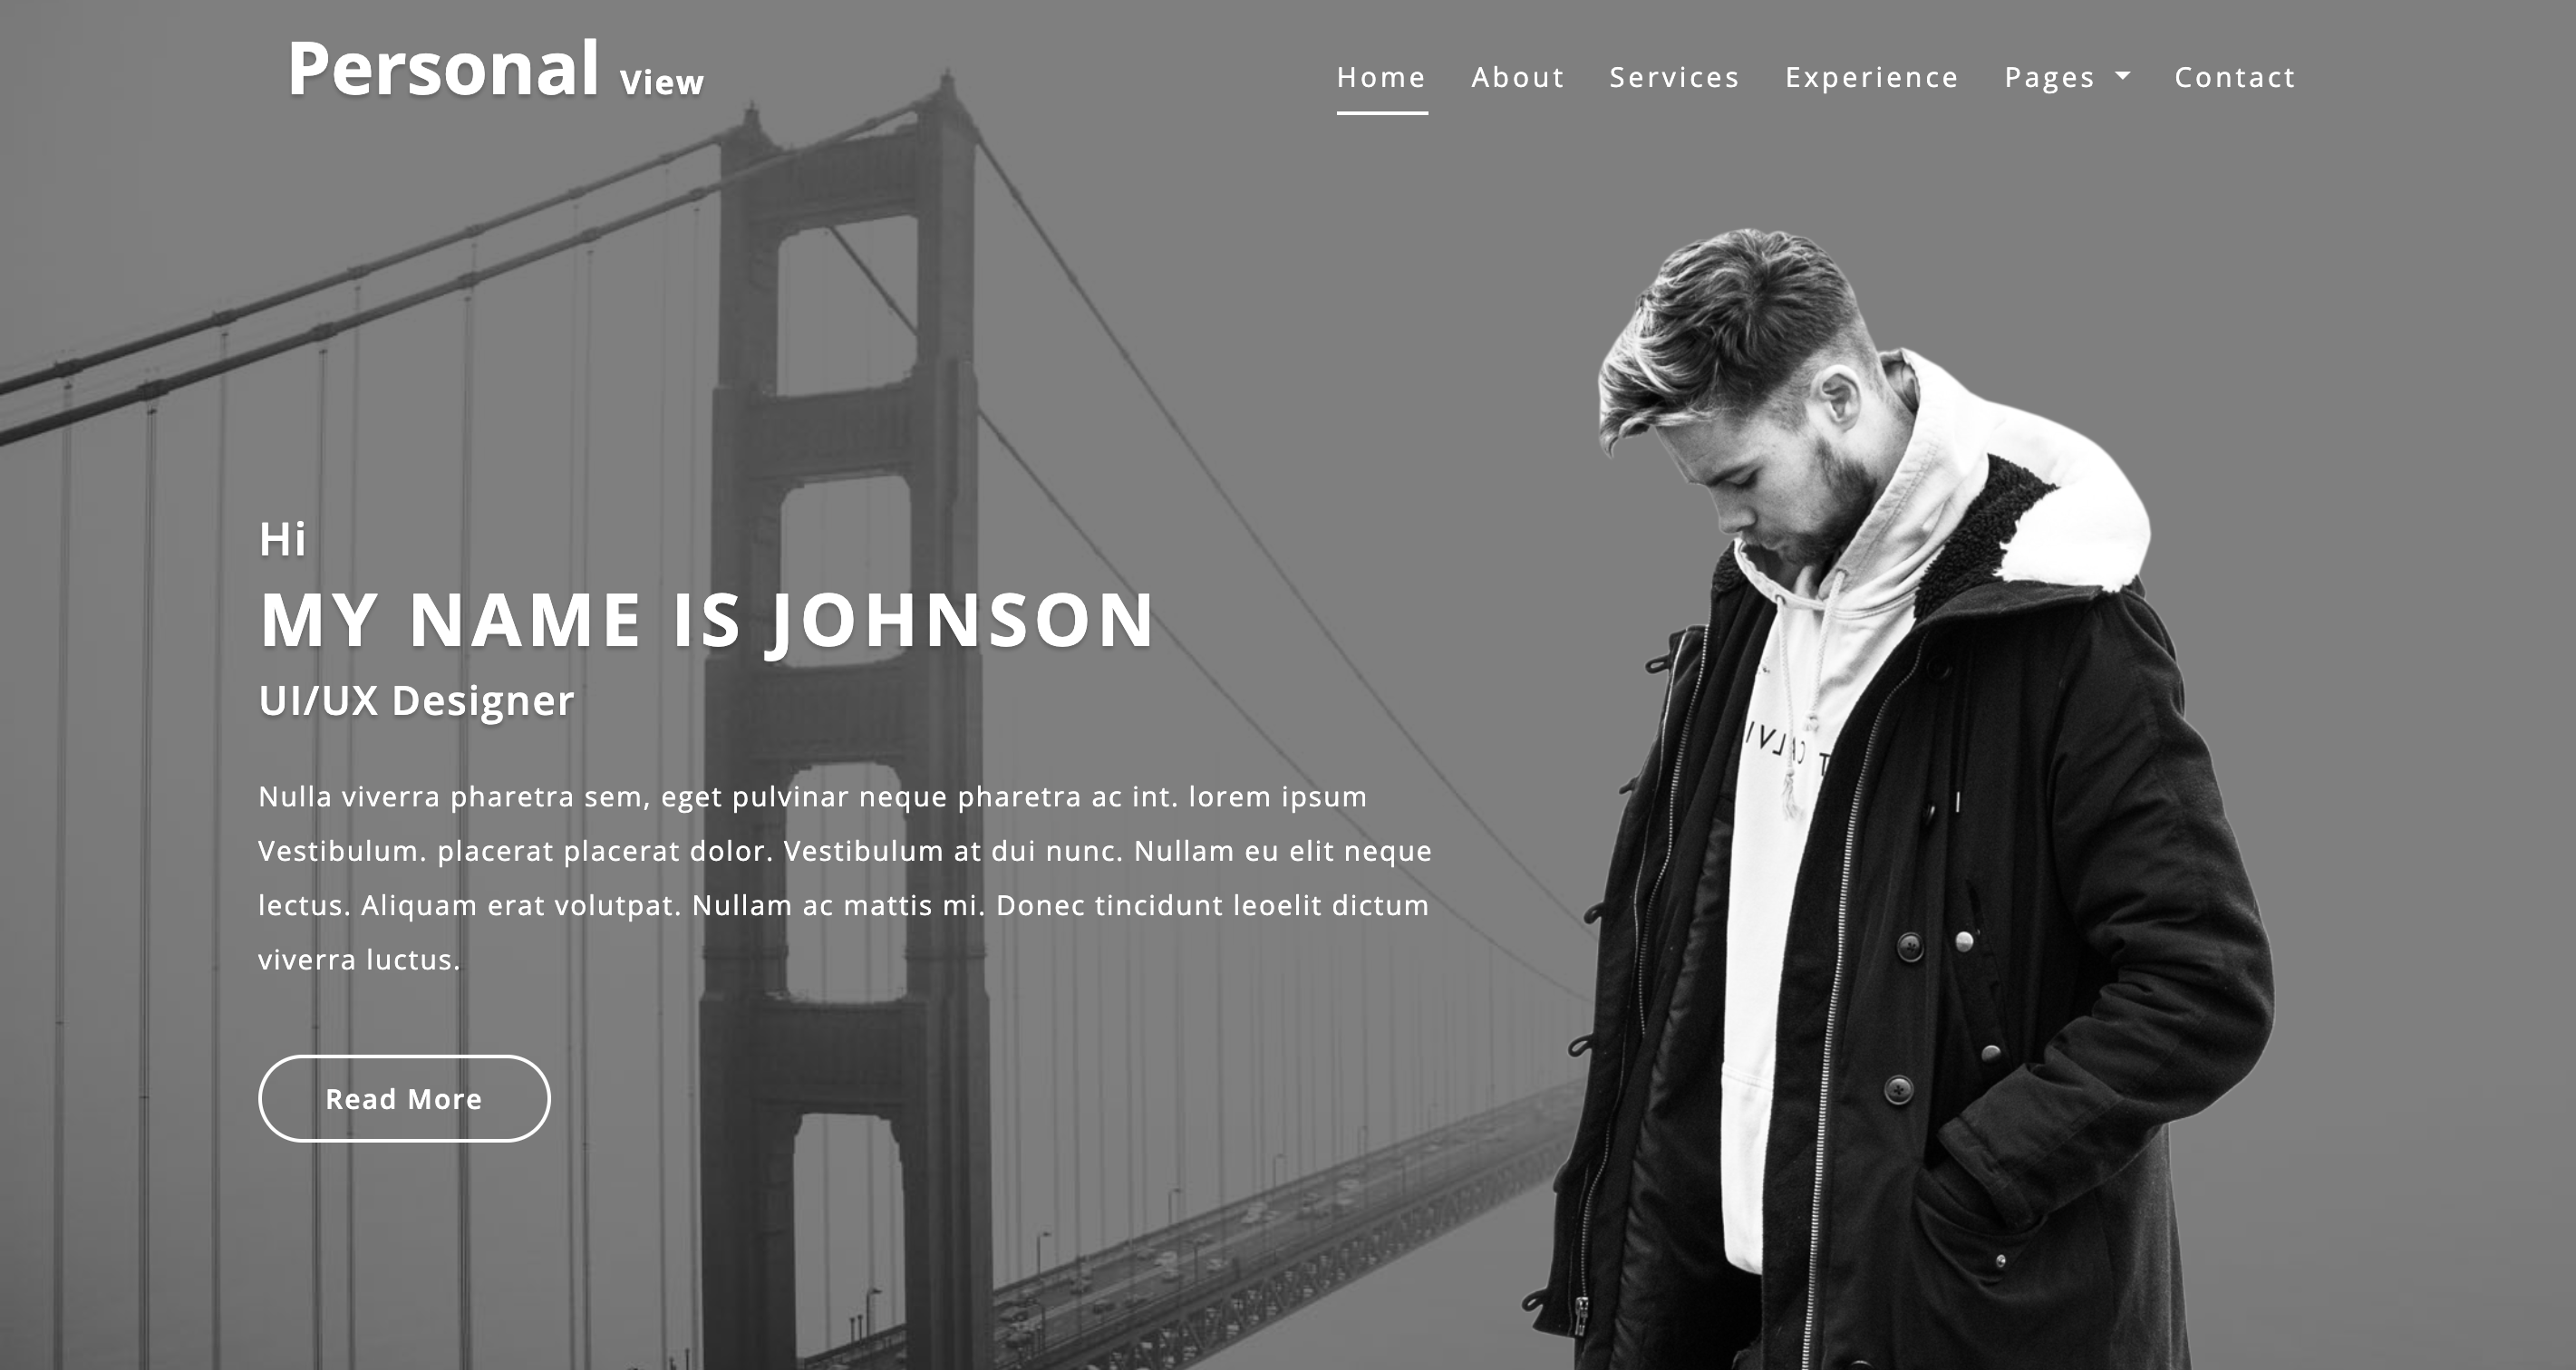 Personal View
Home About Services Experience Pages Contact
Hi
MY NAME IS JOHNSON
UI/UX Designer
Nulla viverra pharetra sem, eget pulvinar neque pharetra ac int. lorem ipsum
Vestibulum. placerat placerat dolor. Vestibulum at dui nunc. Nullam eu elit neque
lectus. Aliquam erat volutpat. Nullam ac mattis mi. Donec tincidunt leoelit dictum
viverra luctus.
Read More